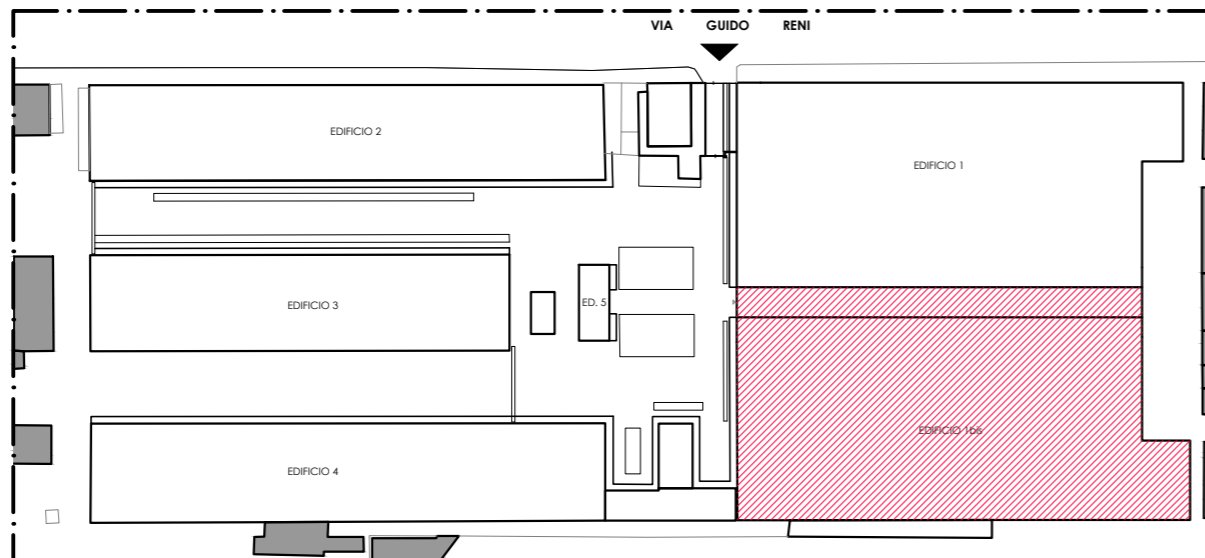 VIA GUIDO RENI
EDIFICIO 2
EDIFICIO 1
EDIFICIO 3
ED. 5
EDIFICIO 1bis
EDIFICIO 4